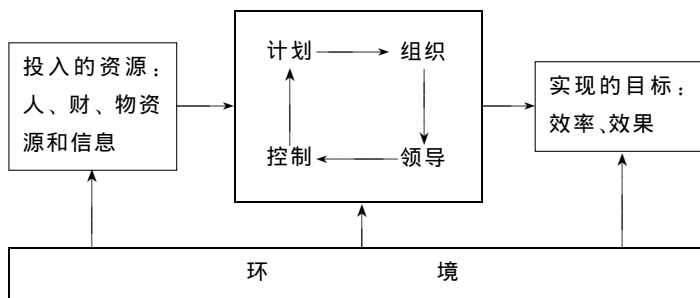 投入的资源：
人、财、物资
源和信息
计划 组织
控制 领导
实现的目标：
效率、效果
环 境